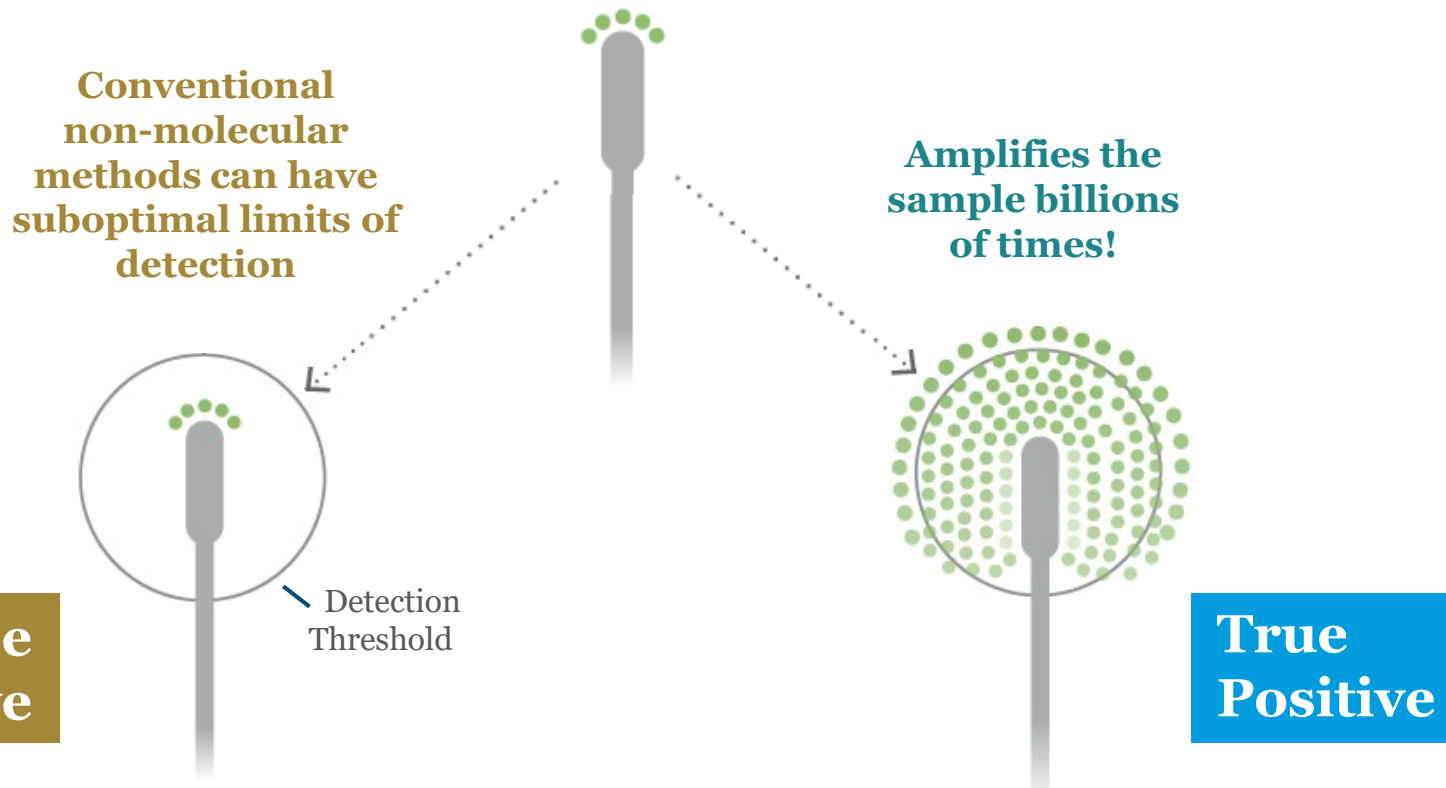 Conventional
non-molecular
methods can have
suboptimal limits of
detection
Amplifies the
sample billions
of times!
Detection
Threshold
True
Positive